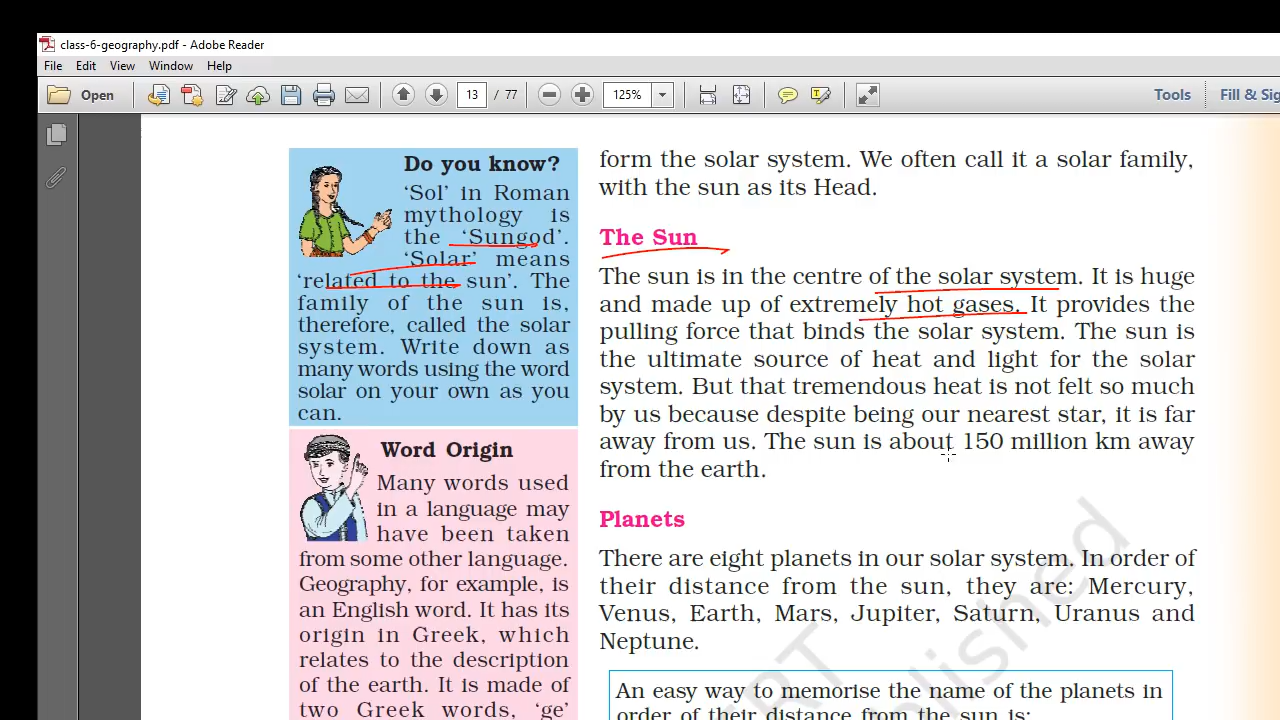 class-6-geography.pdf - Adobe Reader
File Edit View Window Help
Open 13 / 77 125% Tools Fill & Sig
Do you know?
‘Sol’ in Roman
mythology is
the ‘Sungod’.
‘Solar’ means
‘related to the sun’. The
family of the sun is,
therefore, called the solar
system. Write down as
many words using the word
solar on your own as you
can.
Word Origin
Many words used
in a language may
have been taken
from some other language.
Geography, for example, is
an English word. It has its
origin in Greek, which
relates to the description
of the earth. It is made of
two Greek words, ‘ge’
form the solar system. We often call it a solar family,
with the sun as its Head.
The Sun
The sun is in the centre of the solar system. It is huge
and made up of extremely hot gases. It provides the
pulling force that binds the solar system. The sun is
the ultimate source of heat and light for the solar
system. But that tremendous heat is not felt so much
by us because despite being our nearest star, it is far
away from us. The sun is about 150 million km away
from the earth.
Planets
There are eight planets in our solar system. In order of
their distance from the sun, they are: Mercury,
Venus, Earth, Mars, Jupiter, Saturn, Uranus and
Neptune.
An easy way to memorise the name of the planets in
order of their distance from the sun is: